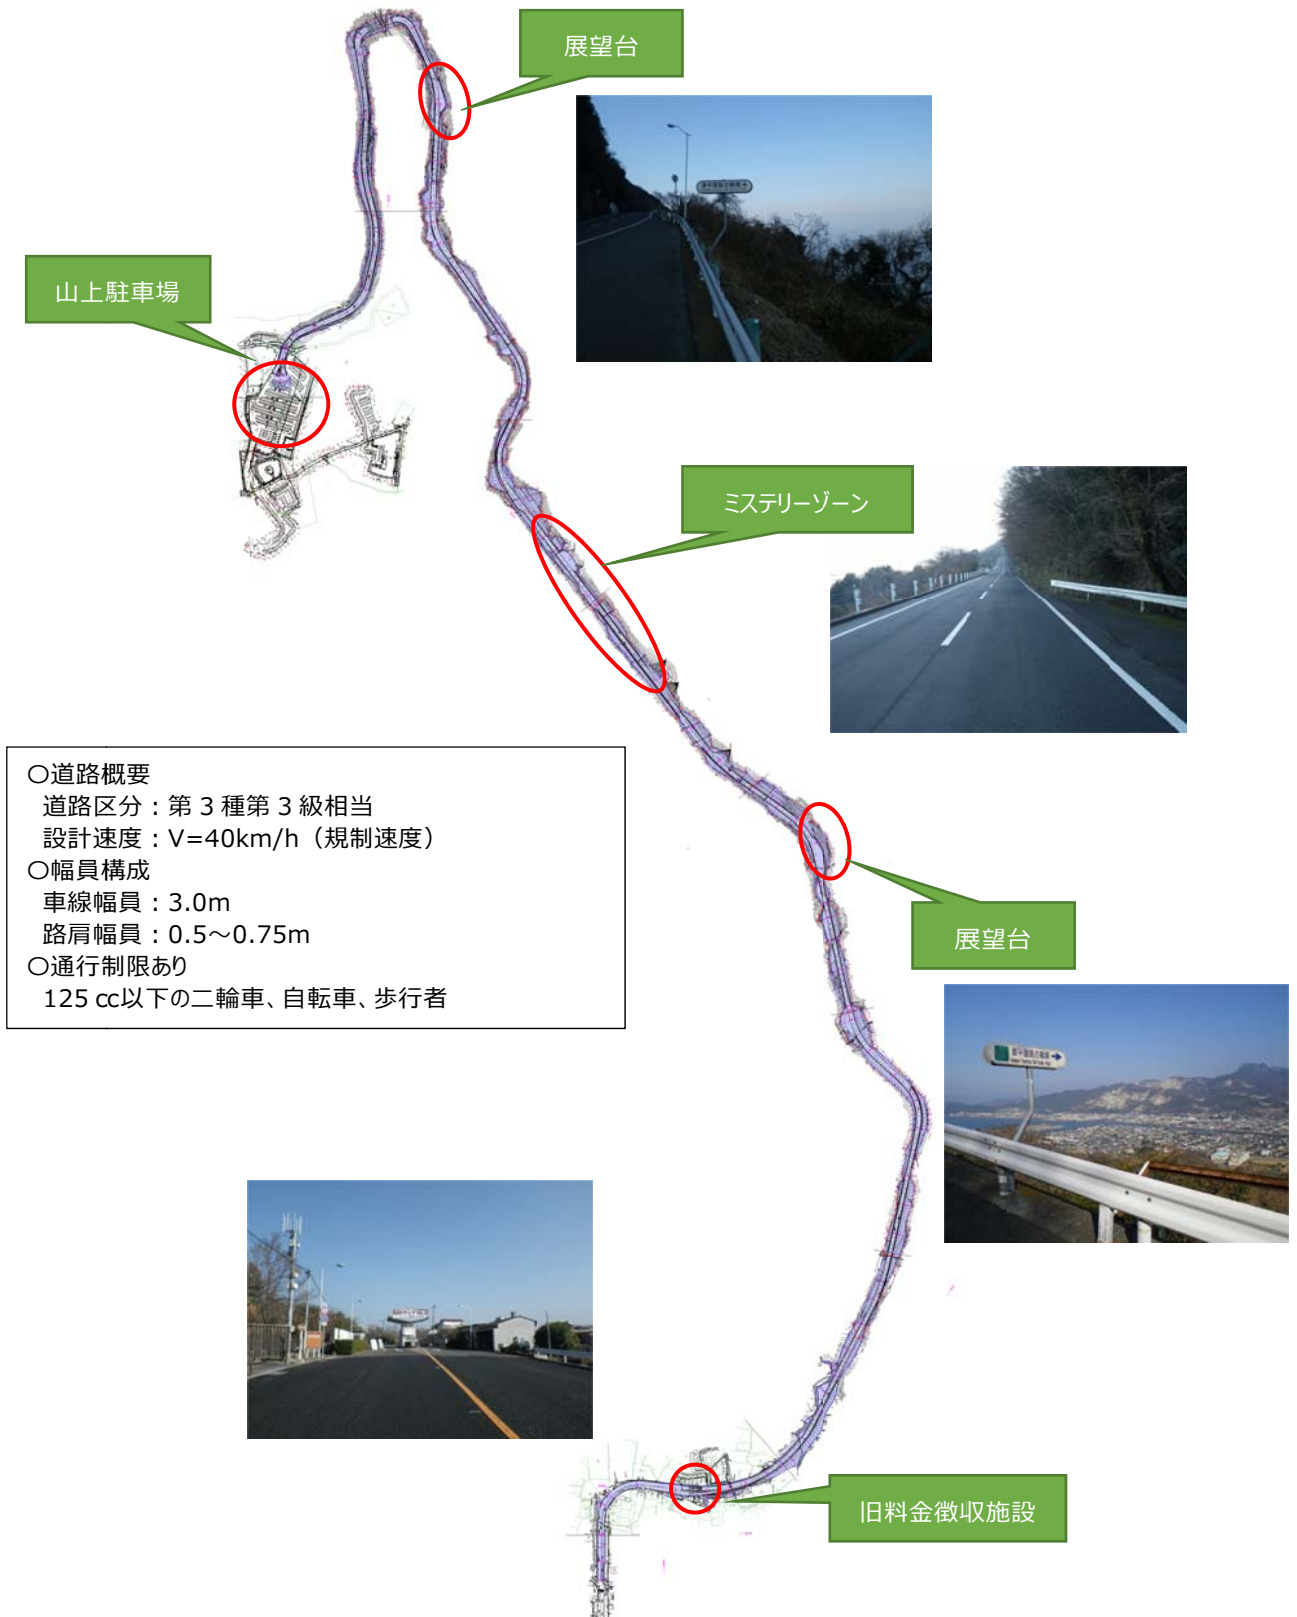 展望台
山上駐車場
ミステリーゾーン
〇道路概要
道路区分：第3種第3級相当
設計速度：V=40km/h（規制速度）
〇幅員構成
車線幅員：3.0m
路肩幅員：0.5～0.75m
〇通行制限あり
125 cc以下の二輪車、自転車、歩行者
展望台
旧料金徴収施設